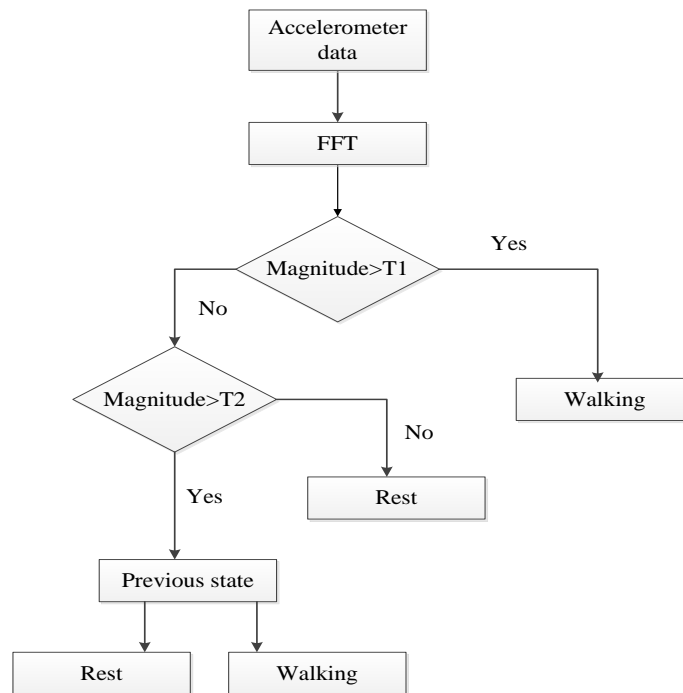 Accelerometer
data
FFT
Magnitude>T1
Yes
No
Magnitude>T2
Walking
No
Rest
Yes
Previous state
Rest
Walking